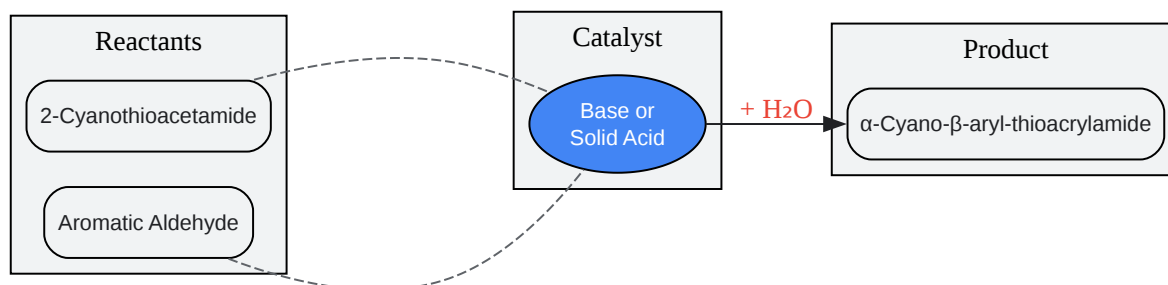 Reactants
2-Cyanothioacetamide
Aromatic Aldehyde
Catalyst
Base or
Solid Acid
+ H₂O
Product
α-Cyano-β-aryl-thioacrylamide